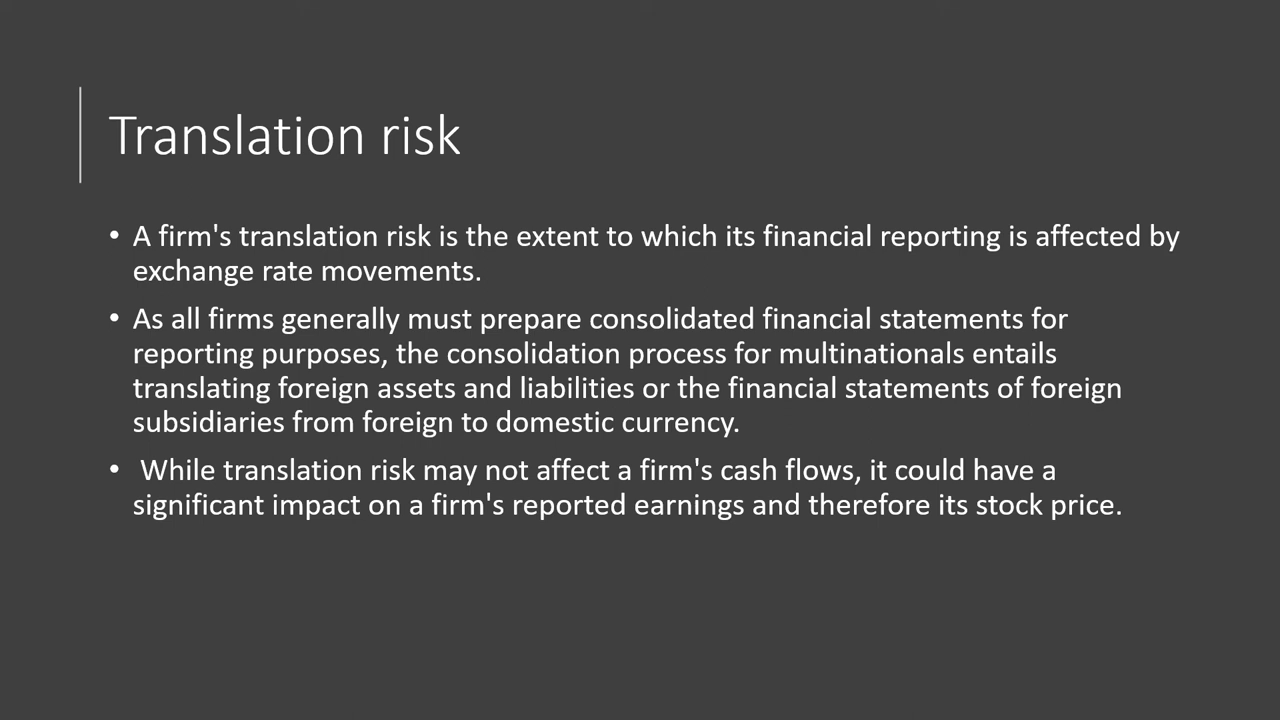 Translation risk
• A firm's translation risk is the extent to which its financial reporting is affected by
exchange rate movements.
• As all firms generally must prepare consolidated financial statements for
reporting purposes, the consolidation process for multinationals entails
translating foreign assets and liabilities or the financial statements of foreign
subsidiaries from foreign to domestic currency.
• While translation risk may not affect a firm's cash flows, it could have a
significant impact on a firm's reported earnings and therefore its stock price.